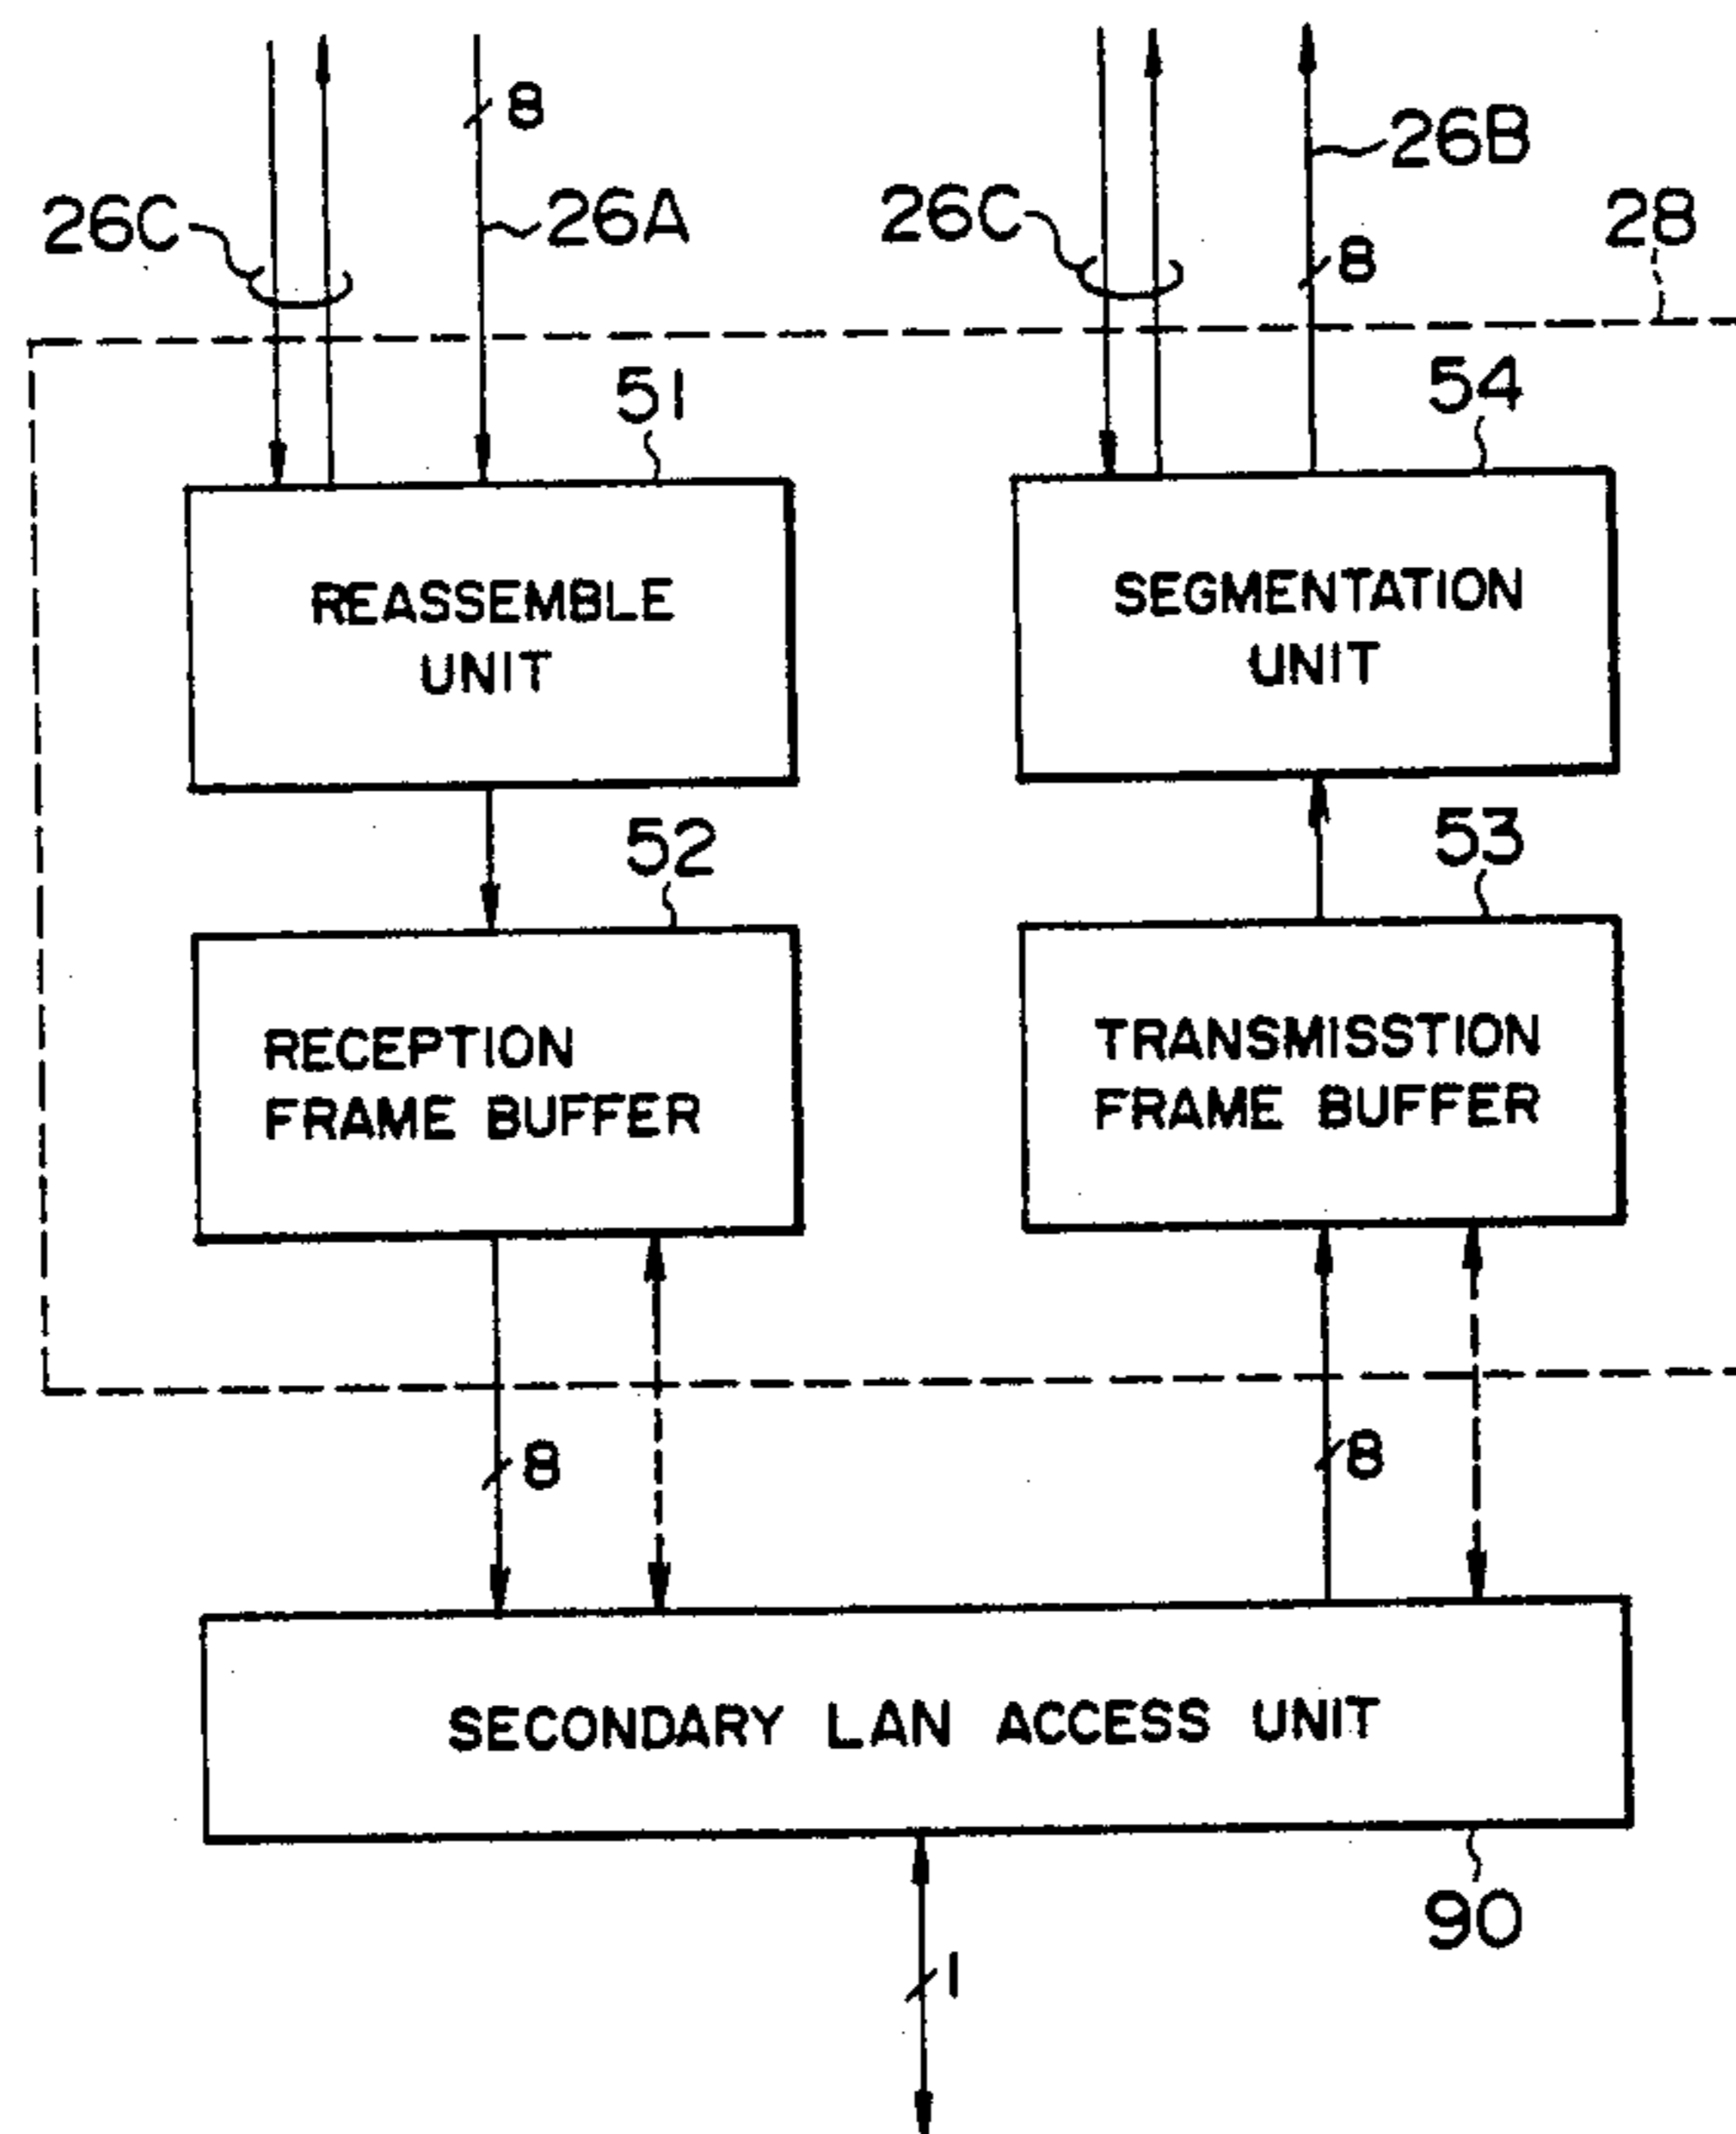 8
26B
26C
26A
26C
28
8
51
54
REASSEMBLE
UNIT
SEGMENTATION
UNIT
52
53
RECEPTION
FRAME BUFFER
TRANSMISSTION
FRAME BUFFER
8
8
SECONDARY LAN ACCESS UNIT
90
1